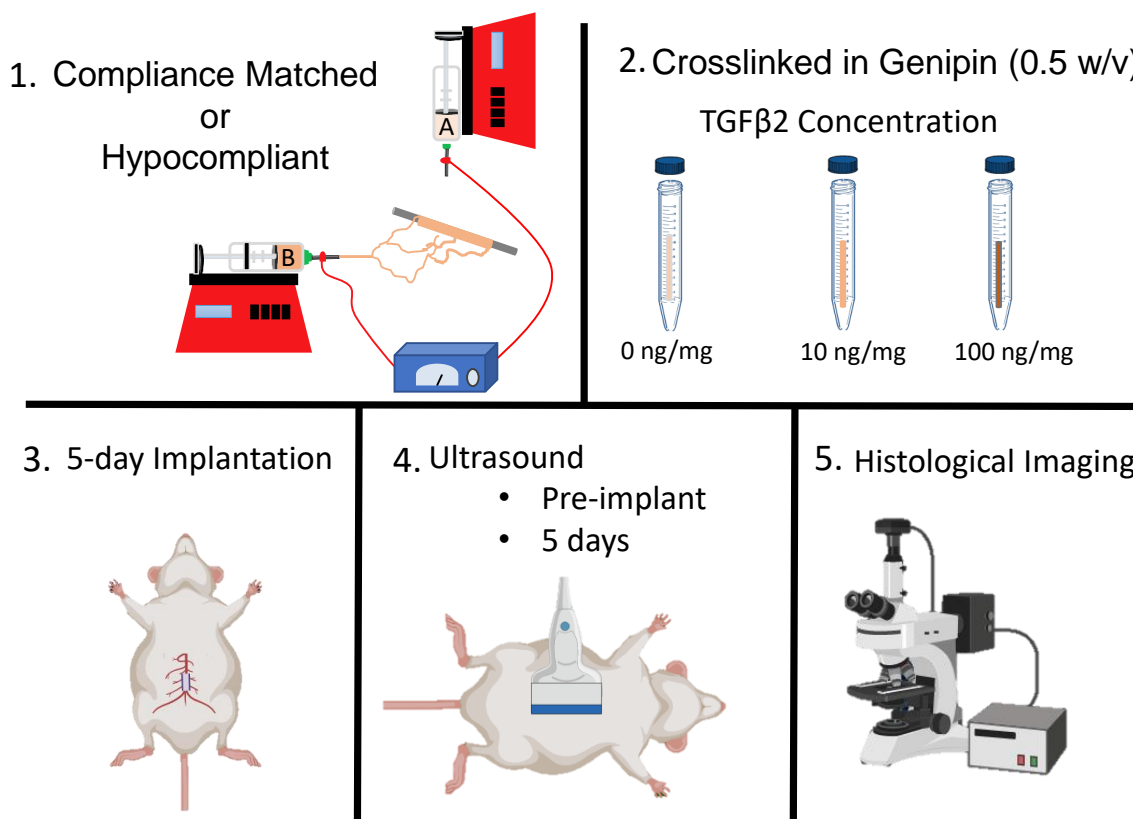 1. Compliance Matched
or
Hypocompliant
A
B
2. Crosslinked in Genipin (0.5 w/v)
TGFβ2 Concentration
0 ng/mg
10 ng/mg
100 ng/mg
3. 5-day Implantation
4. Ultrasound
• Pre-implant
• 5 days
5. Histological Imaging